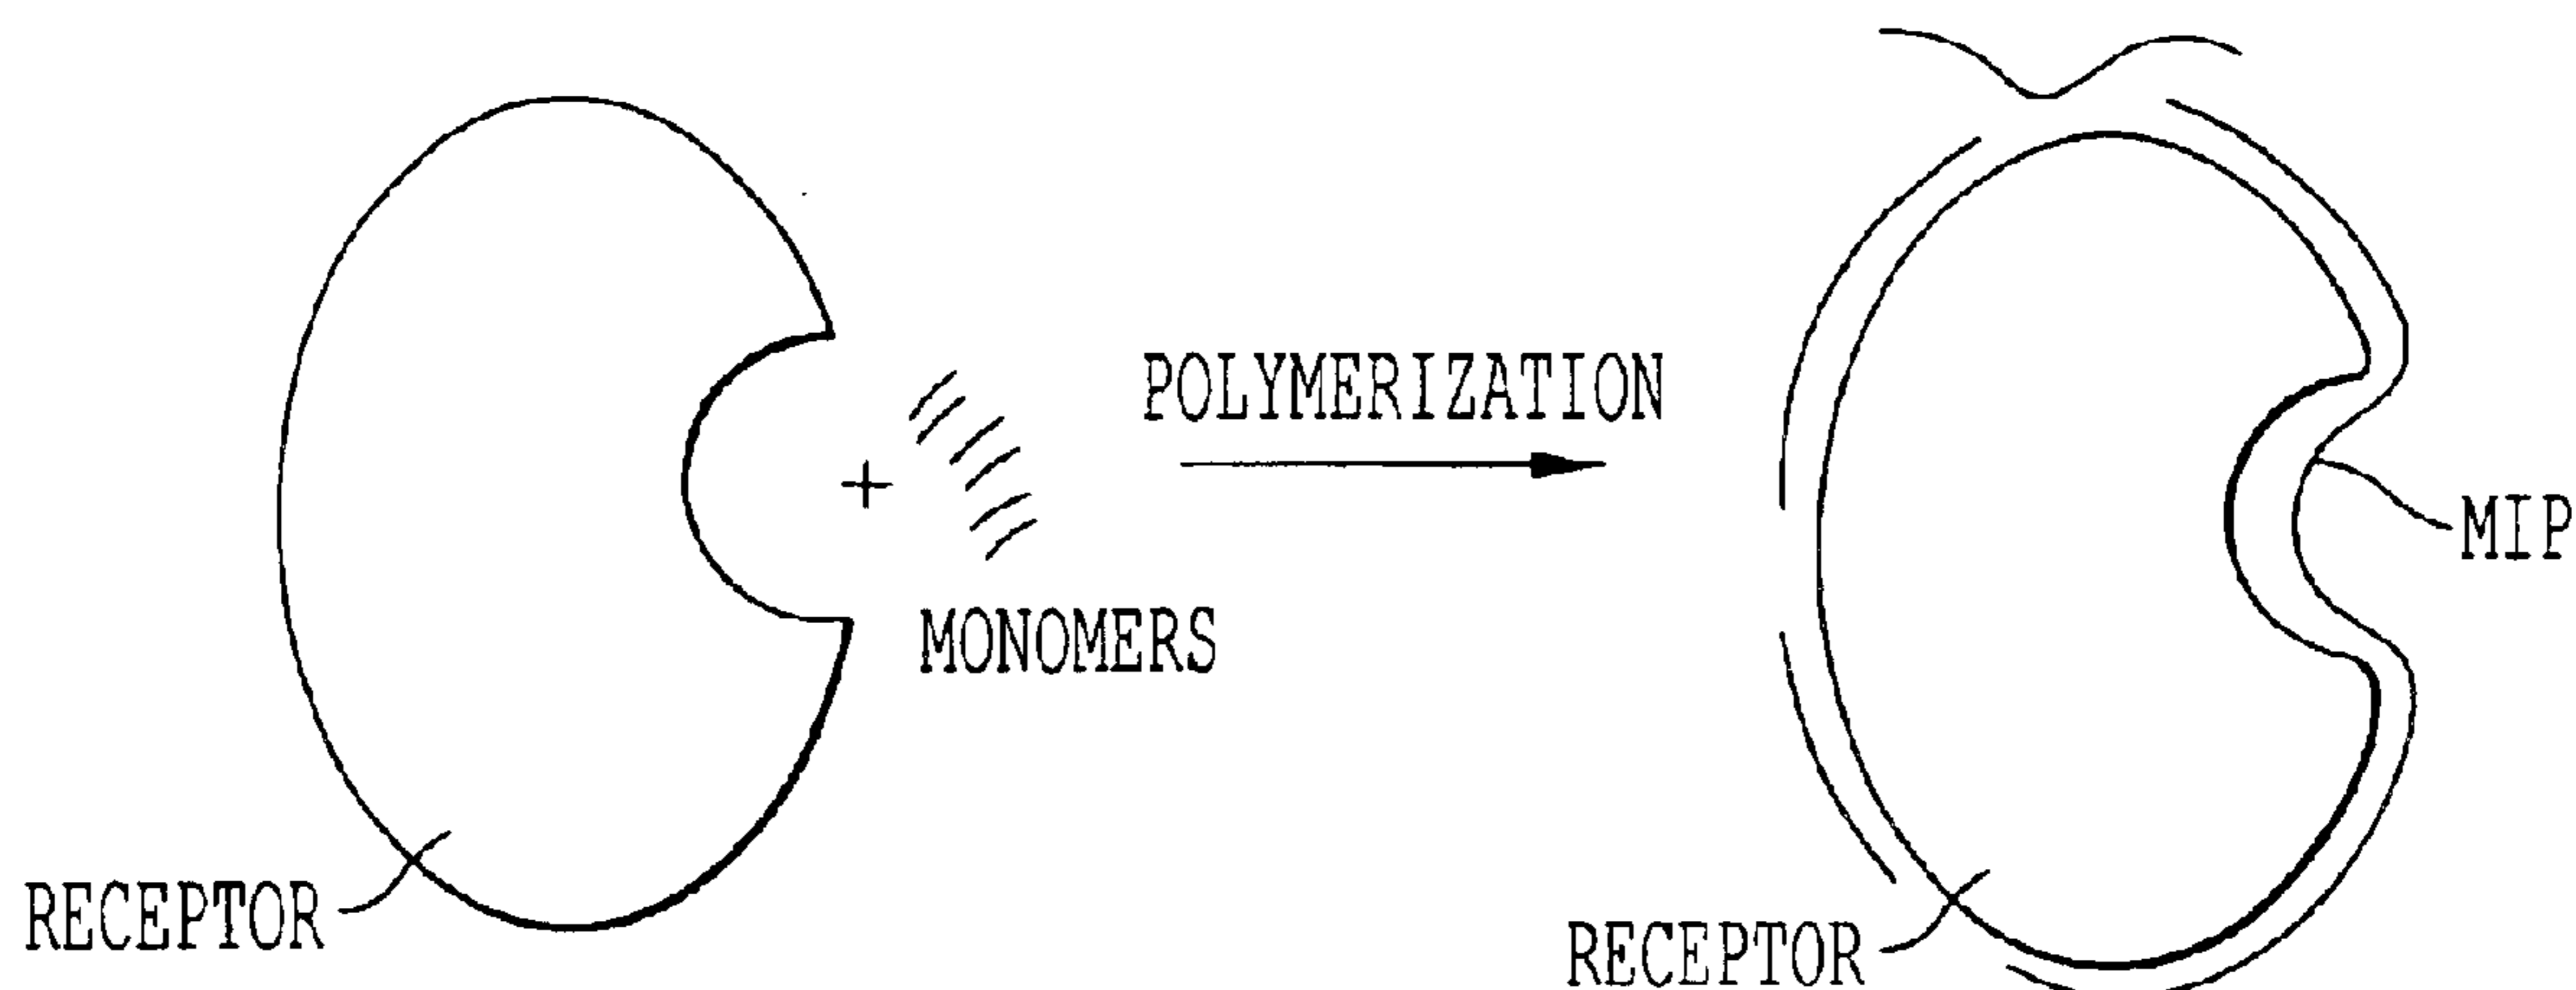 POLYMERIZATION
+
MONOMERS
MIP
RECEPTOR
RECEPTOR